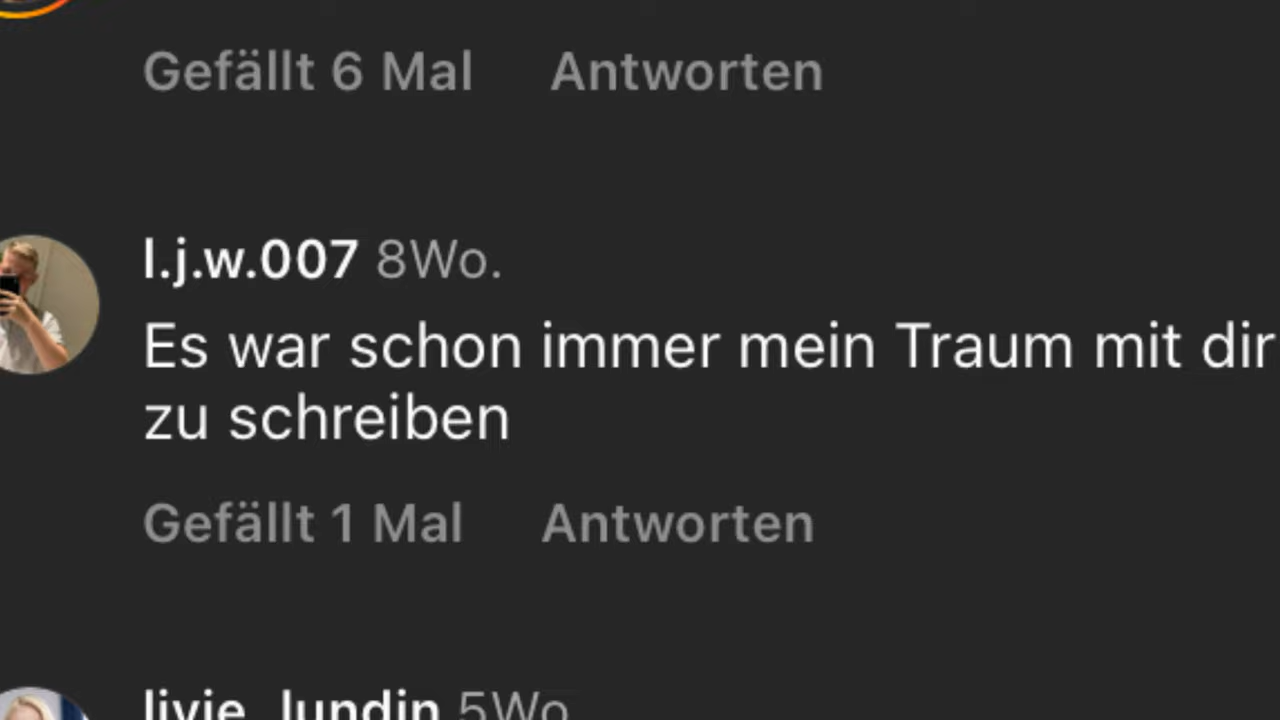 Gefällt 6 Mal Antworten
l.j.w.007 8Wo.
Es war schon immer mein Traum mit dir
zu schreiben
Gefällt 1 Mal Antworten
livie_lundin 5Wo.